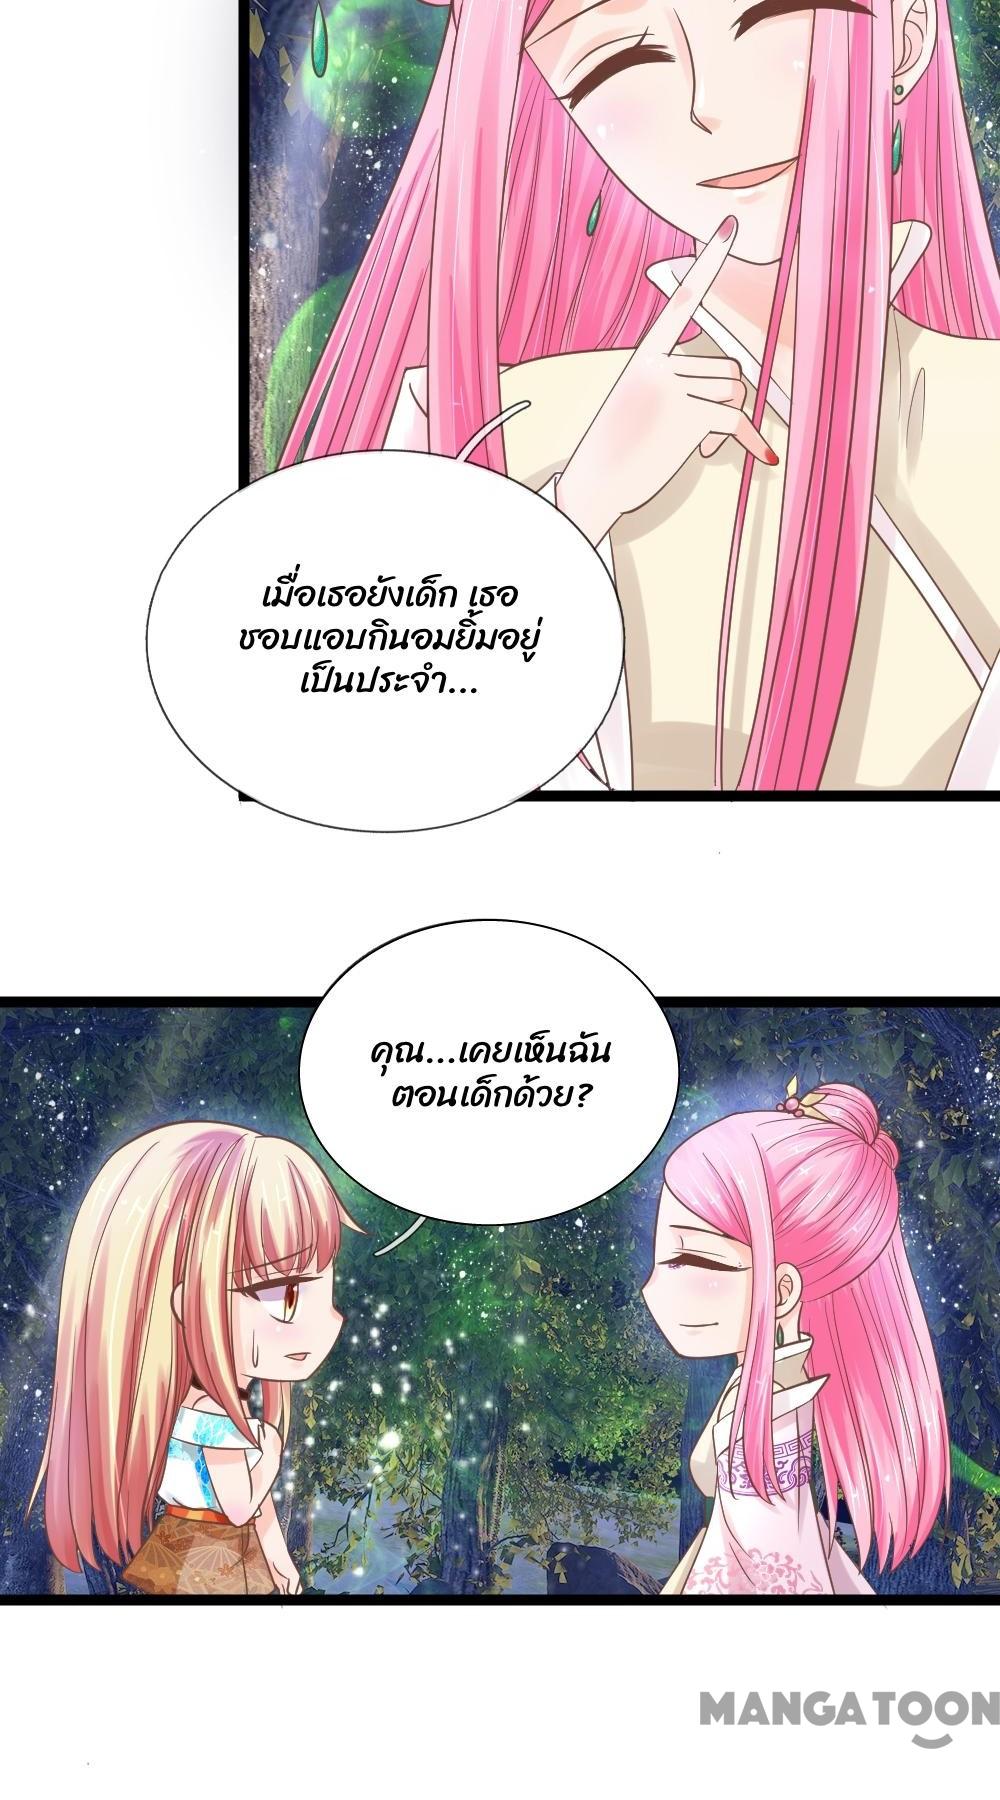 เมื่อเธอยังเด็ก เธอ
ชอบแอบกินอมยิ้มอยู่
เป็นประจำ...
คุณ...เคยเห็นฉัน
ตอนเด็กด้วย?
MANGATOON